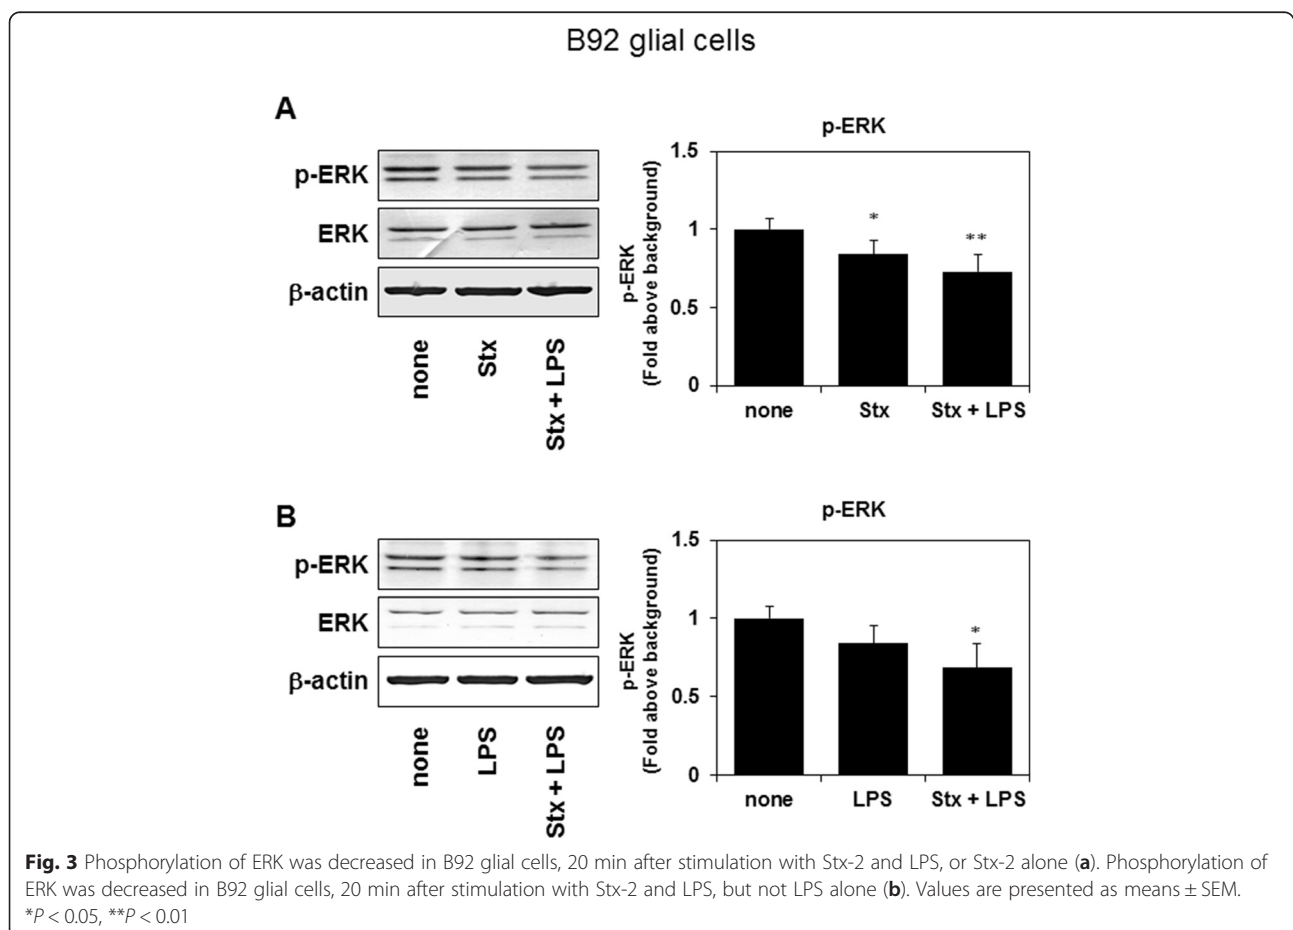 B92 glial cells
A
p-ERK
ERK
β-actin
none
Stx
Stx + LPS
p-ERK
p-ERK
(Fold above background)
1.5
1
0.5
0
*
**
none Stx Stx + LPS
B
p-ERK
ERK
β-actin
none
LPS
Stx + LPS
p-ERK
p-ERK
(Fold above background)
1.5
1
0.5
0
*
none LPS Stx + LPS
Fig. 3 Phosphorylation of ERK was decreased in B92 glial cells, 20 min after stimulation with Stx-2 and LPS, or Stx-2 alone (a). Phosphorylation of
ERK was decreased in B92 glial cells, 20 min after stimulation with Stx-2 and LPS, but not LPS alone (b). Values are presented as means ± SEM.
*P < 0.05, **P < 0.01